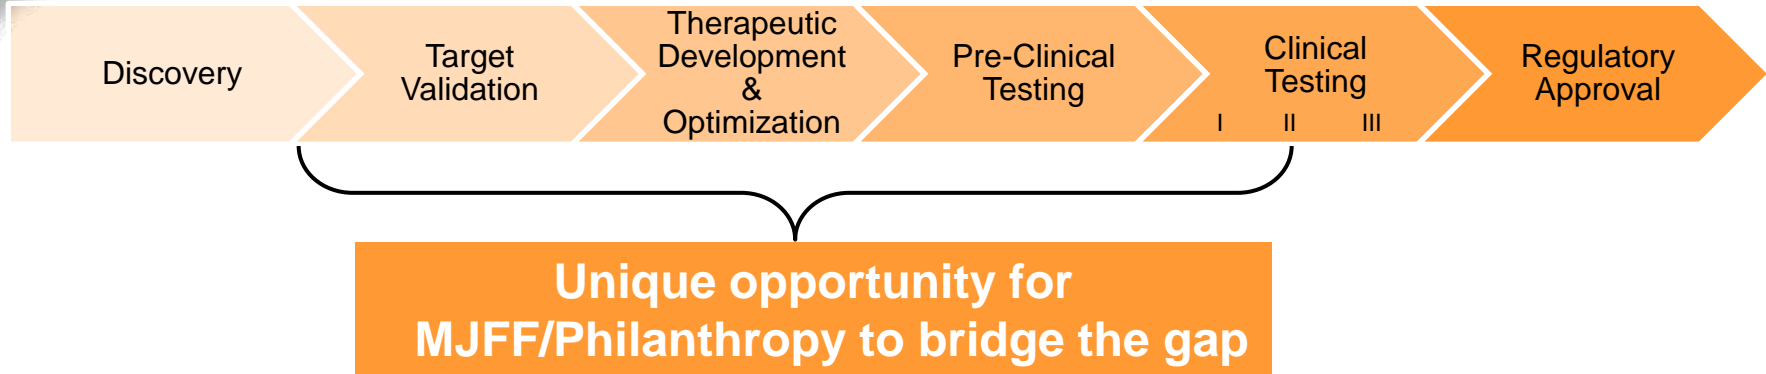 Discovery
Target
Validation
Therapeutic
Development
&
Optimization
Pre-Clinical
Testing
Clinical
Testing
I II III
Regulatory
Approval
Unique opportunity for
MJFF/Philanthropy to bridge the gap